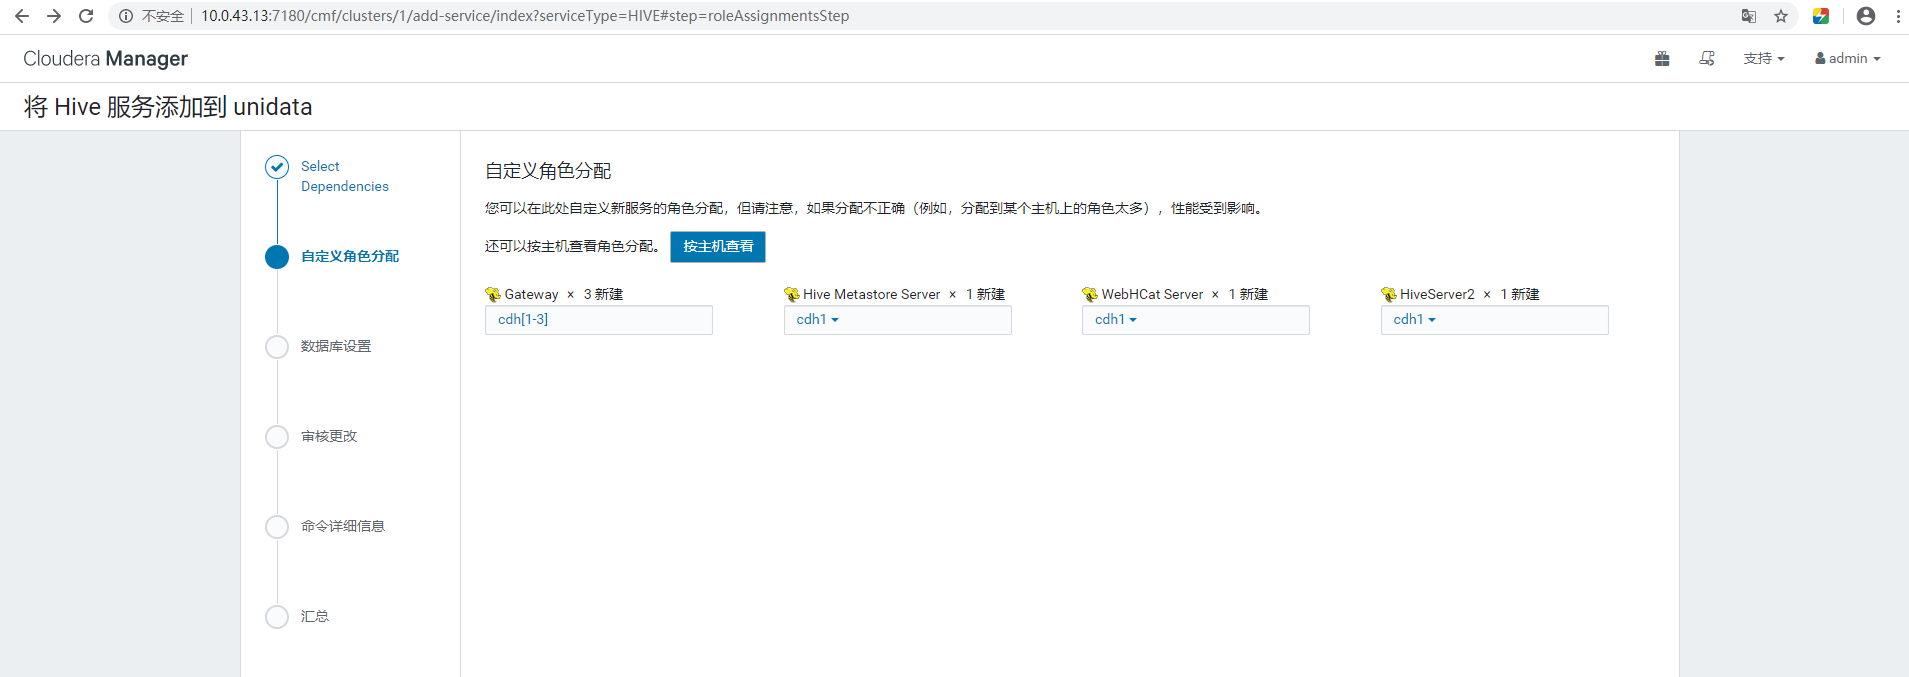 不安全 10.0.43.13:7180/cmf/clusters/1/add-service/index?serviceType=HIVE#step=roleAssignmentsStep
Cloudera Manager
支持
admin
将 Hive 服务添加到 unidata
Select
Dependencies
自定义角色分配
数据库设置
审核更改
命令详细信息
汇总
自定义角色分配
您可以在此处自定义新服务的角色分配，但请注意，如果分配不正确（例如，分配到某个主机上的角色太多），性能受到影响。
还可以按主机查看角色分配。 按主机查看
Gateway × 3 新建
cdh[1-3]
Hive Metastore Server × 1 新建
cdh1
WebHCat Server × 1 新建
cdh1
HiveServer2 × 1 新建
cdh1